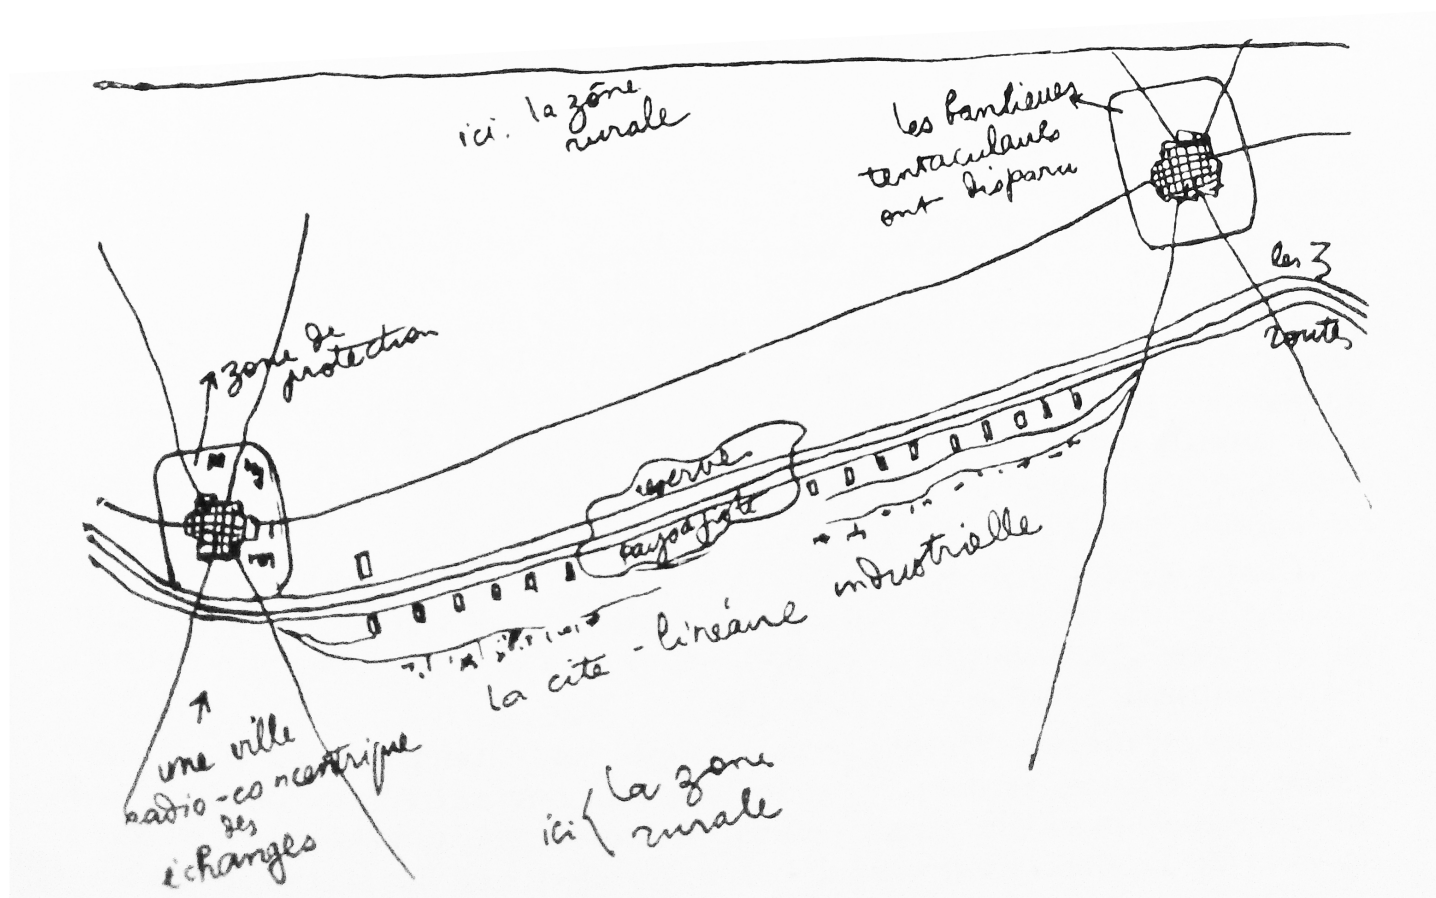 ici. la zône
rurale
les banlieues
tentaculaires
ont disparu
les 3
routes
zone de
protection
réserve
paysagiste
la cité-linéaire industrielle
une ville
radio-concentrique
des
échanges
ici { la zone
rurale